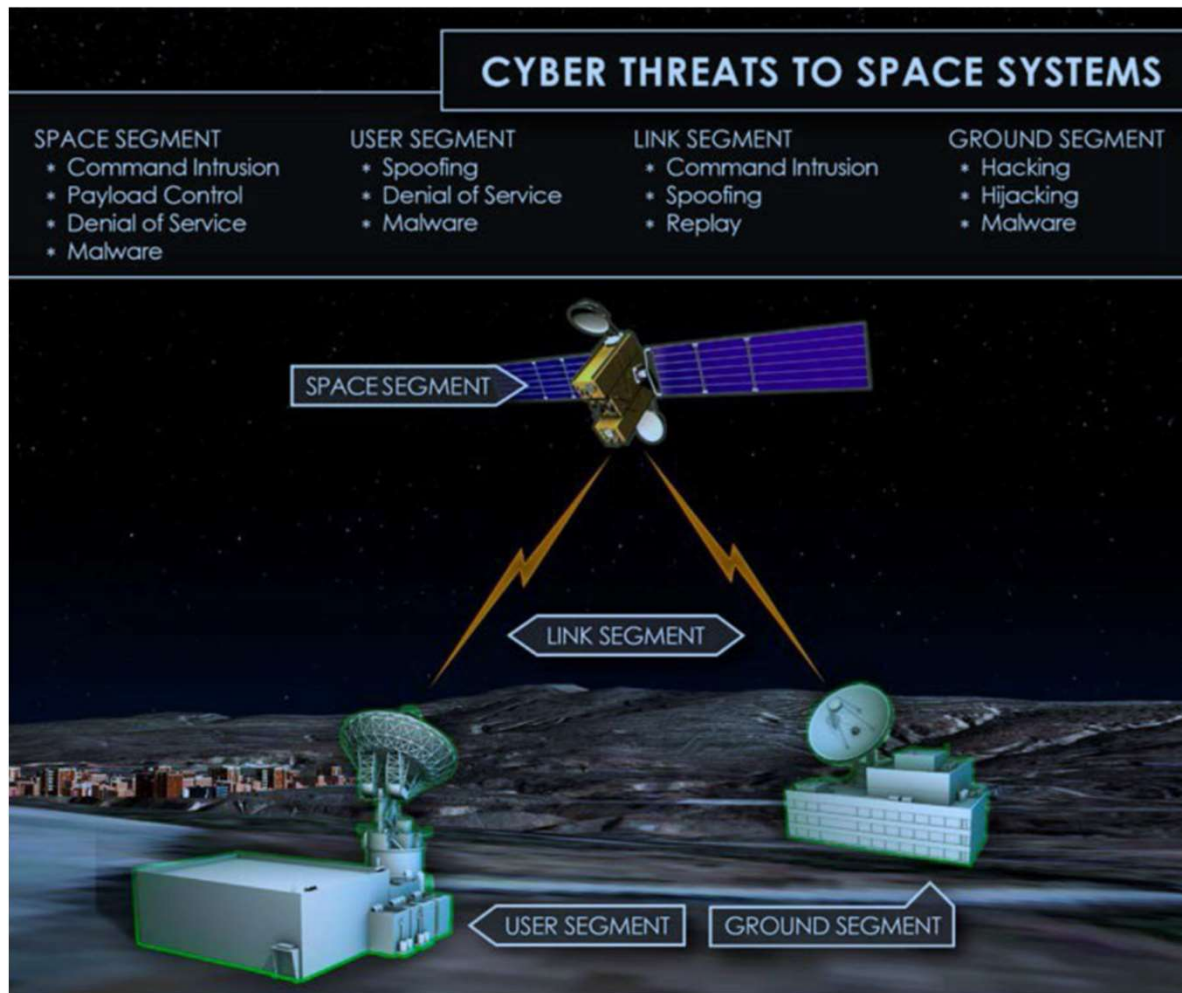 CYBER THREATS TO SPACE SYSTEMS
SPACE SEGMENT
* Command Intrusion
* Payload Control
* Denial of Service
* Malware
USER SEGMENT
* Spoofing
* Denial of Service
* Malware
LINK SEGMENT
* Command Intrusion
* Spoofing
* Replay
GROUND SEGMENT
* Hacking
* Hijacking
* Malware
SPACE SEGMENT
LINK SEGMENT
USER SEGMENT
GROUND SEGMENT